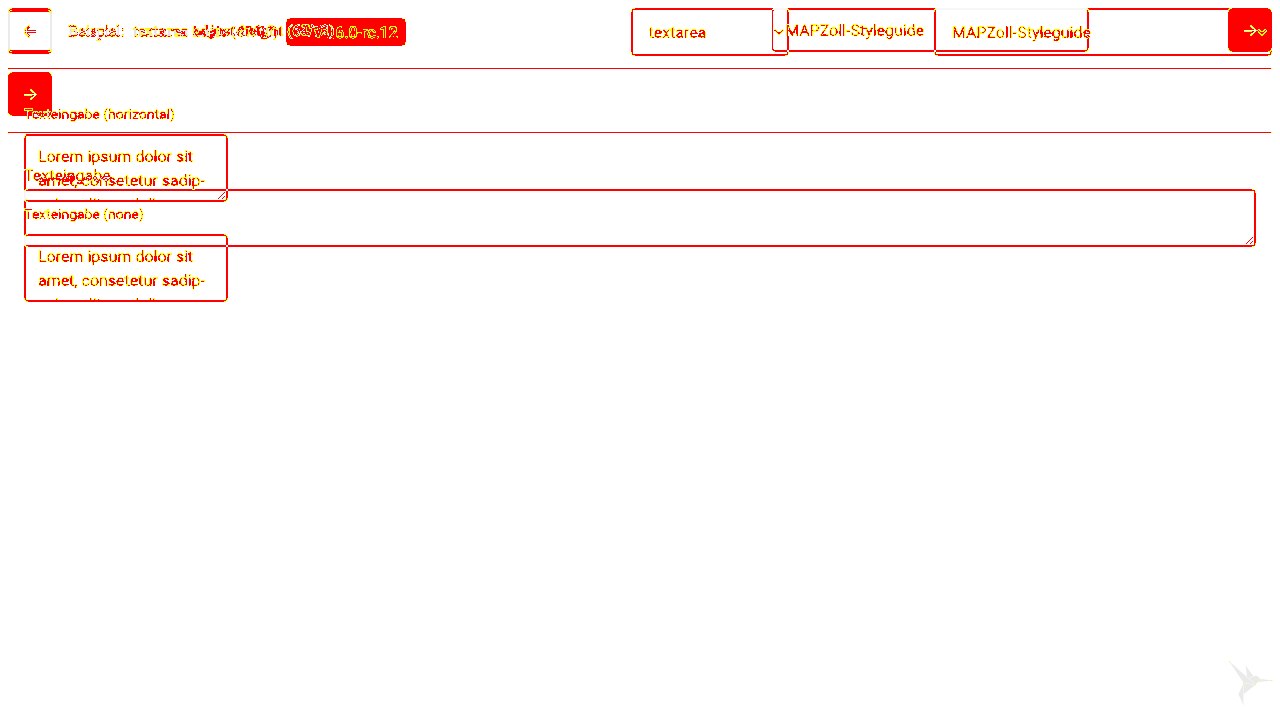 Beispiel: textarea
6.0-rc.12
textarea
MAPZoll-Styleguide
MAPZoll-Styleguide
Texteingabe (horizontal)
Lorem ipsum dolor sit
amet, consetetur sadip-
Texteingabe
Texteingabe (none)
Lorem ipsum dolor sit
amet, consetetur sadip-